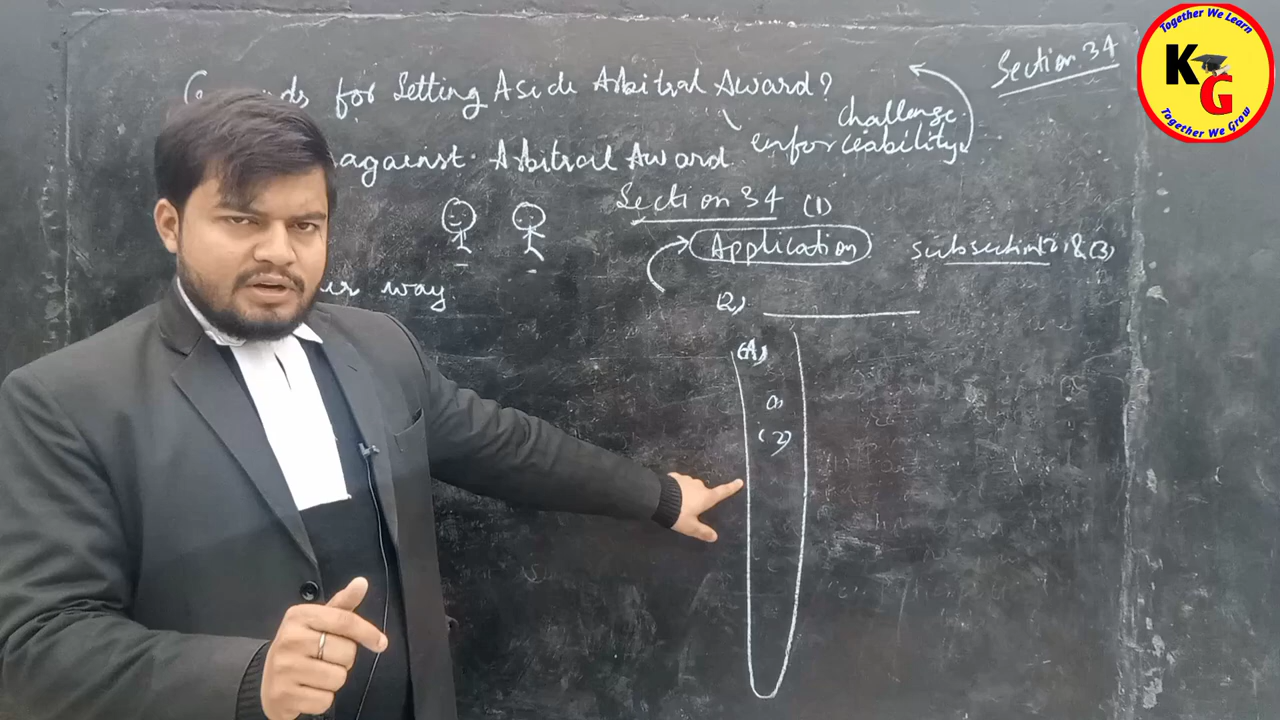 Section 34
for Setting Aside Arbitral Award?
challenge
enforceability
against Arbitral Award
Section 34 (1)
Application
subsection (2) & (3)
way.
(2)
(A)
(1)
(2)
Together We Learn
KG
Together We Grow